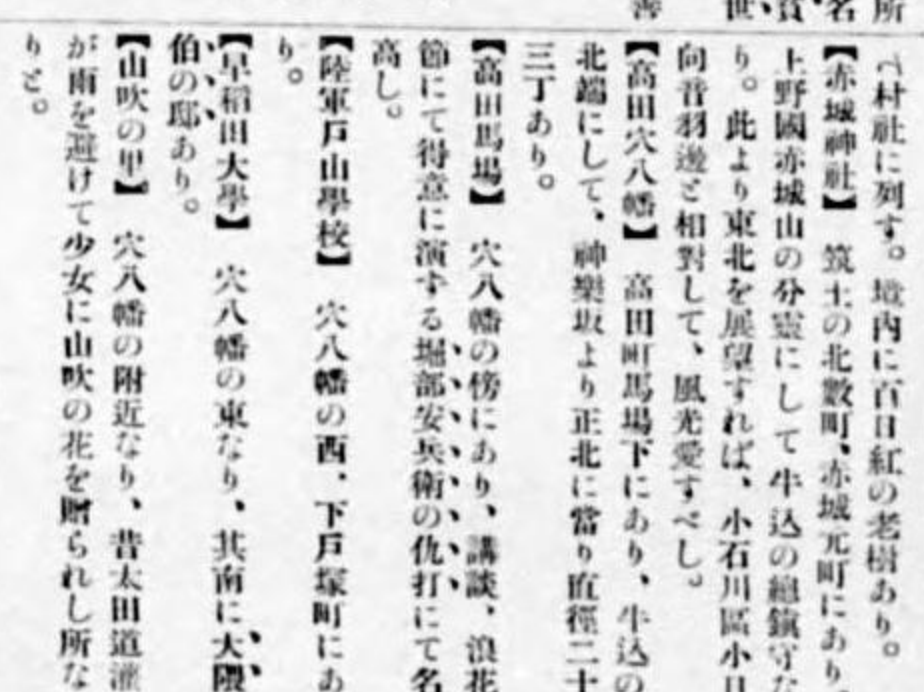 所
名
賞、
世
善
て村社に列す。境内に百日紅の老樹あり。
【赤城神社】 筑土の北數町、赤城元町にあり、
上野國赤城山の分靈にして牛込の總鎭守な
り。此より東北を展望すれば、小石川區小日
向音羽邊と相對して、風光愛すべし。
【高田穴八幡】 高田町馬場下にあり、牛込の
北端にして、神樂坂より正北に當り直徑二十
三丁あり。
【高田馬場】 穴八幡の傍にあり、講談、浪花
節にて得意に演ずる堀部安兵衞の仇打にて名
高し。
【陸軍戸山學校】 穴八幡の西、下戸塚町にあ
り。
【早稻田大學】 穴八幡の東なり、其南に大隈
伯の邸あり。
【山吹の里】 穴八幡の附近なり、昔太田道灌
が雨を避けて少女に山吹の花を贈られし所な
りと。